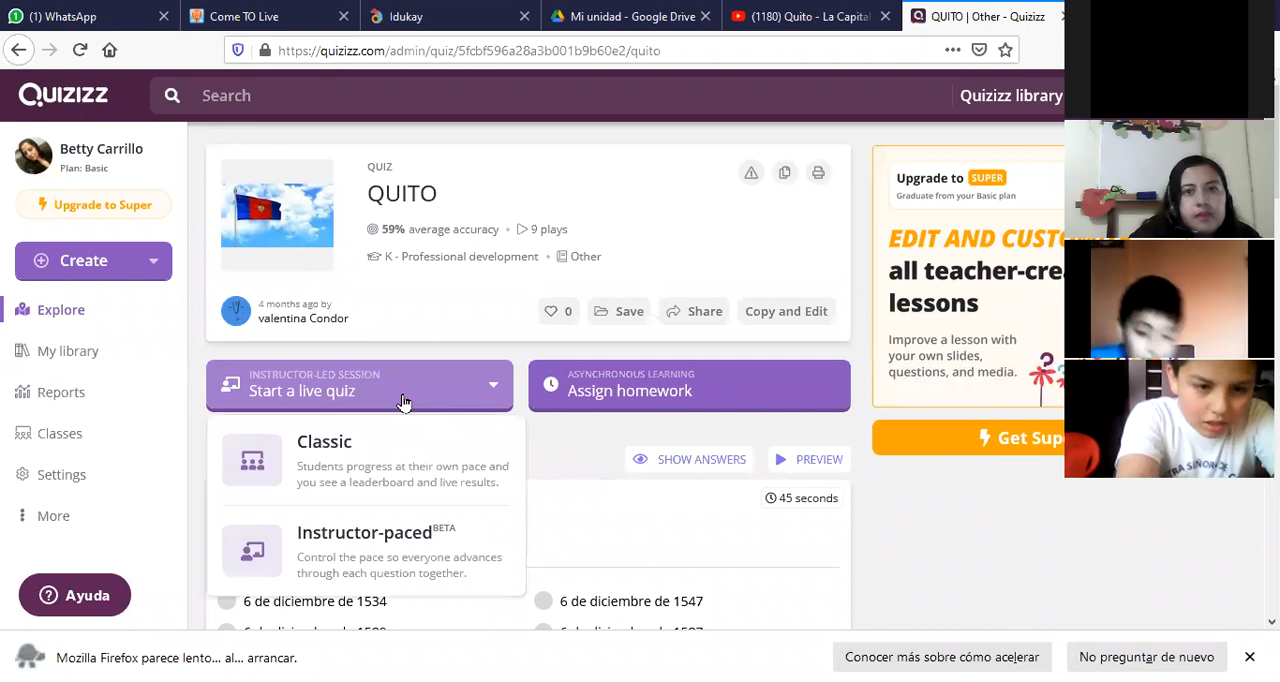 (1) WhatsApp
Come TO Live
Idukay
Mi unidad - Google Drive
(1180) Quito - La Capita
QUITO | Other - Quizizz
https://quizizz.com/admin/quiz/5fcbf596a28a3b001b9b60e2/quito
QUIZIZZ
Search
Quizizz library
Betty Carrillo
Plan: Basic
Upgrade to Super
Create
Explore
My library
Reports
Classes
Settings
More
Ayuda
QUIZ
QUITO
59% average accuracy • 9 plays
K - Professional development • Other
4 months ago by
valentina Condor
0
Save
Share
Copy and Edit
INSTRUCTOR-LED SESSION
Start a live quiz
ASYNCHRONOUS LEARNING
Assign homework
Classic
Students progress at their own pace and
you see a leaderboard and live results.
Instructor-paced BETA
Control the pace so everyone advances
through each question together.
SHOW ANSWERS
PREVIEW
45 seconds
6 de diciembre de 1534
6 de diciembre de 1547
Upgrade to SUPER
Graduate from your Basic plan
EDIT AND CUSTO
all teacher-crea
lessons
Improve a lesson with
your own slides,
questions, and media.
Get Supe
Mozilla Firefox parece lento... al... arrancar.
Conocer más sobre cómo acelerar
No preguntar de nuevo